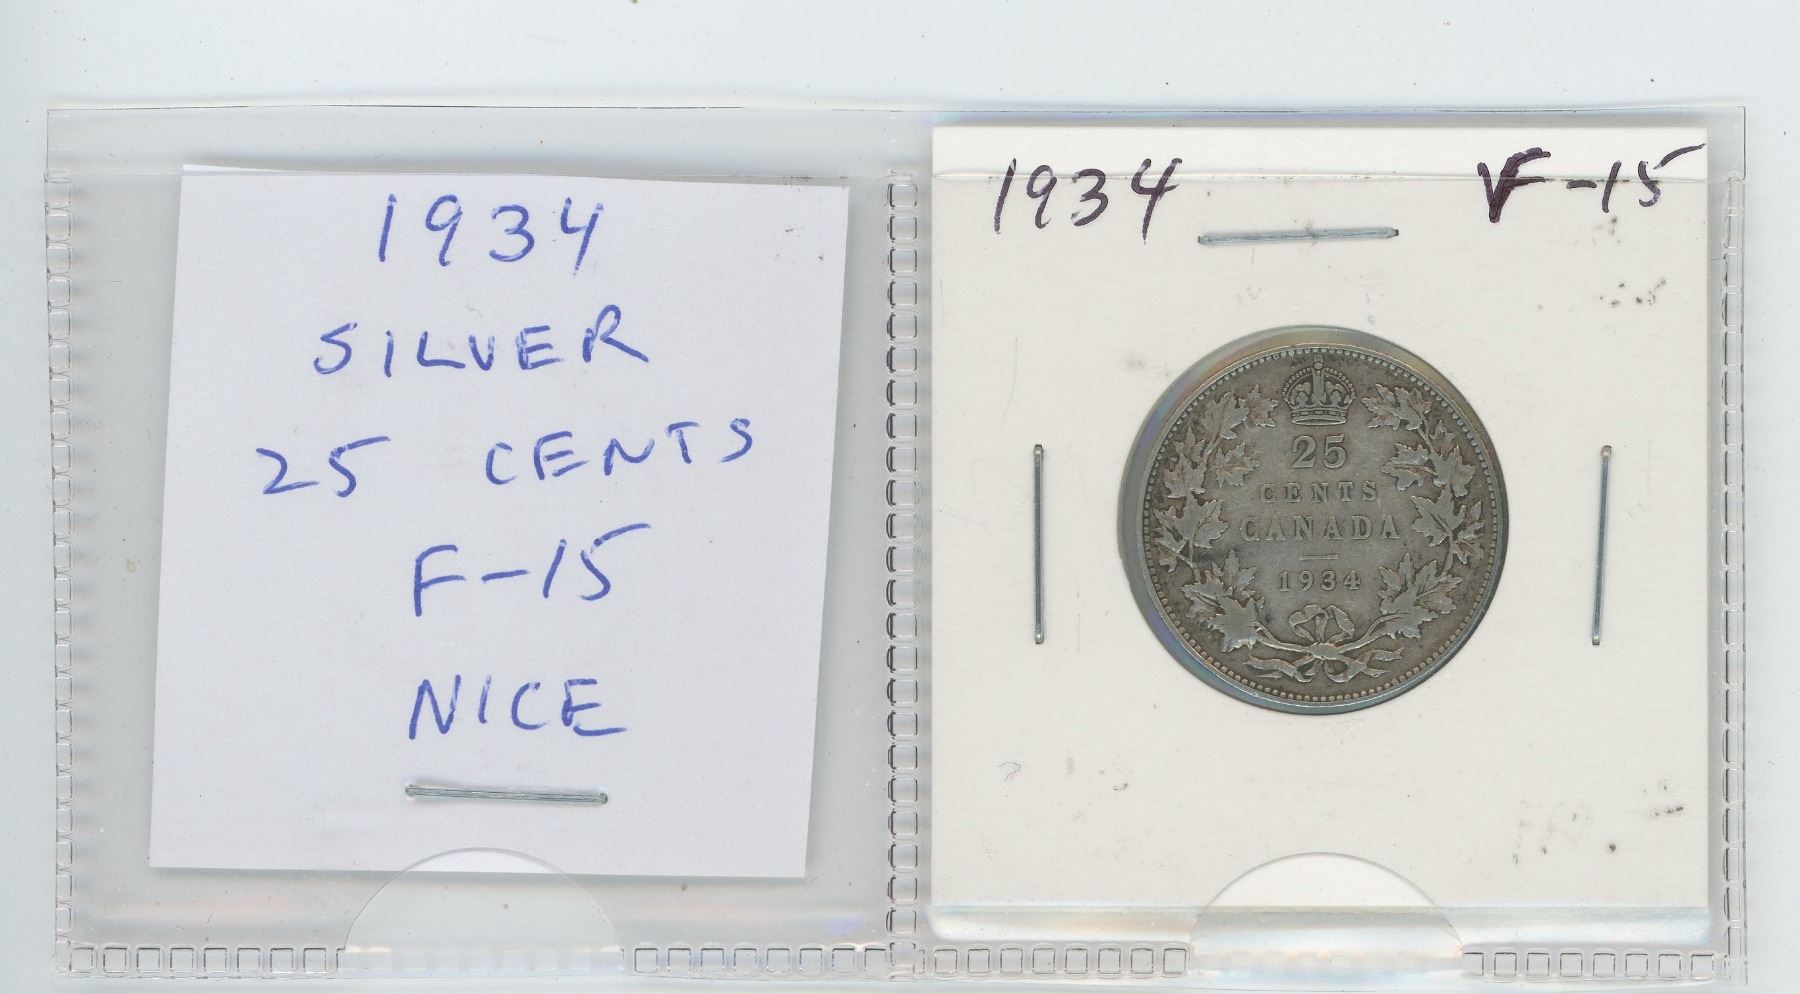 1934
SILVER
25 CENTS
F-15
NICE
1934 F-15
25
CENTS
CANADA
1934